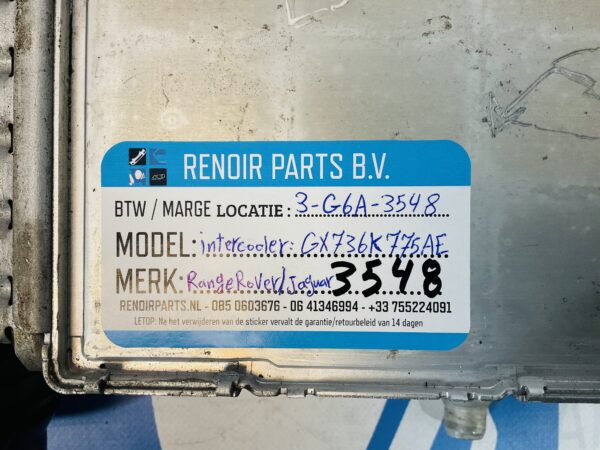 RENOIR PARTS B.V.
BTW / MARGE LOCATIE : 3-G6A-3548
MODEL: intercooler: GX736K775AE
MERK: RangeRover/Jaguar 3548
RENOIRPARTS.NL - 085 0603676 - 06 41346994 - +33 755224091
LETOP: Na het verwijderen van de sticker vervalt de garantie/retourbeleid van 14 dagen